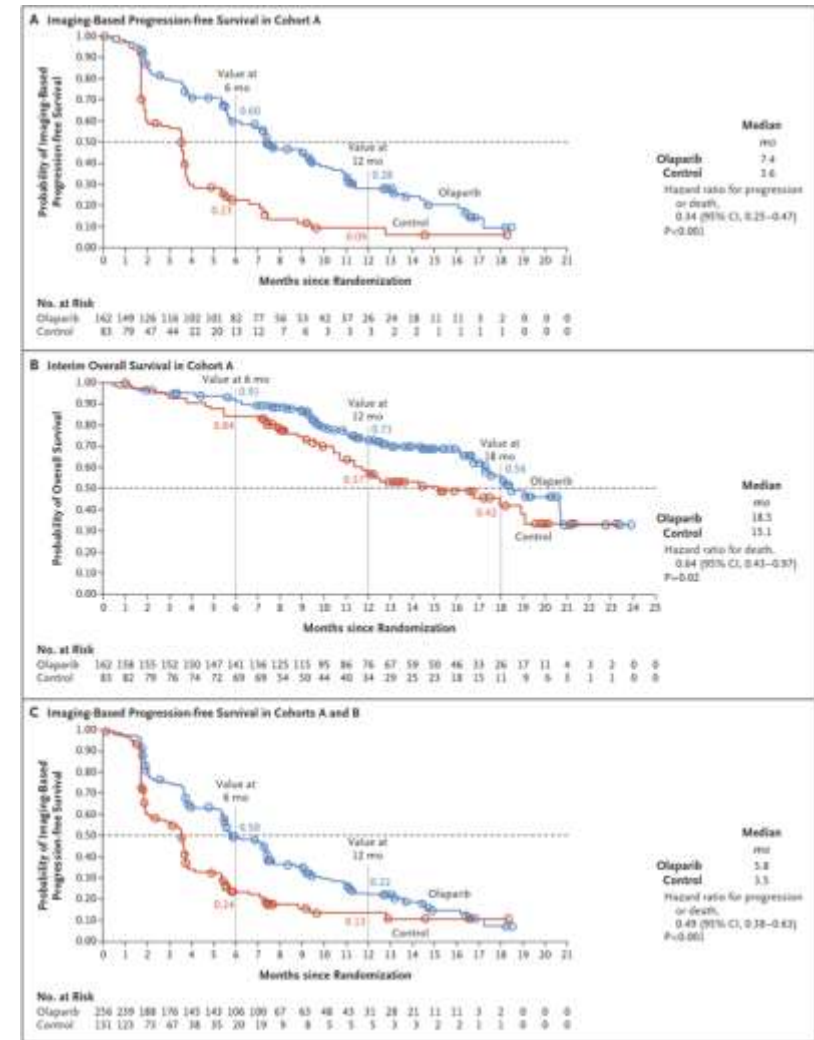 A Imaging-Based Progression-free Survival in Cohort A
Probability of Imaging-Based
Progression-free Survival
1.00
0.90
0.80
0.70
0.60
0.50
0.40
0.30
0.20
0.10
0.00
Value at
6 mo
0.60
0.23
Value at
12 mo
0.28
0.09
Olaparib
Control
0 1 2 3 4 5 6 7 8 9 10 11 12 13 14 15 16 17 18 19 20 21
Months since Randomization
Median
mo
Olaparib 7.4
Control 3.6
Hazard ratio for progression
or death,
0.34 (95% CI, 0.25–0.47)
P<0.001
No. at Risk
Olaparib 162 149 126 116 102 101 82 77 56 53 42 37 26 24 18 11 11 3 2 0 0 0
Control 83 79 47 44 22 20 13 12 7 6 3 3 3 2 2 1 1 1 1 0 0 0
B Interim Overall Survival in Cohort A
Probability of Overall Survival
1.00
0.90
0.80
0.70
0.60
0.50
0.40
0.30
0.20
0.10
0.00
Value at 6 mo
0.84
Value at
12 mo
0.73
0.57
Value at
18 mo
0.56
0.42
Olaparib
Control
0 1 2 3 4 5 6 7 8 9 10 11 12 13 14 15 16 17 18 19 20 21 22 23 24 25
Months since Randomization
Median
mo
Olaparib 18.5
Control 15.1
Hazard ratio for death,
0.64 (95% CI, 0.43–0.97)
P=0.02
No. at Risk
Olaparib 162 158 155 152 150 147 141 136 125 115 95 86 76 67 59 50 46 33 26 17 11 4 3 2 0 0
Control 83 82 79 76 74 72 69 69 54 50 44 40 34 29 25 23 18 15 11 9 6 3 1 1 0 0
C Imaging-Based Progression-free Survival in Cohorts A and B
Probability of Imaging-Based
Progression-free Survival
1.00
0.90
0.80
0.70
0.60
0.50
0.40
0.30
0.20
0.10
0.00
Value at
6 mo
0.50
0.24
Value at
12 mo
0.22
0.13
Olaparib
Control
0 1 2 3 4 5 6 7 8 9 10 11 12 13 14 15 16 17 18 19 20 21
Months since Randomization
Median
mo
Olaparib 5.8
Control 3.5
Hazard ratio for progression
or death,
0.49 (95% CI, 0.38–0.63)
P<0.001
No. at Risk
Olaparib 256 239 188 176 145 143 106 100 67 63 48 43 31 28 21 11 11 3 2 0 0 0
Control 131 123 73 67 38 35 20 19 9 8 5 5 5 3 3 2 2 1 1 0 0 0